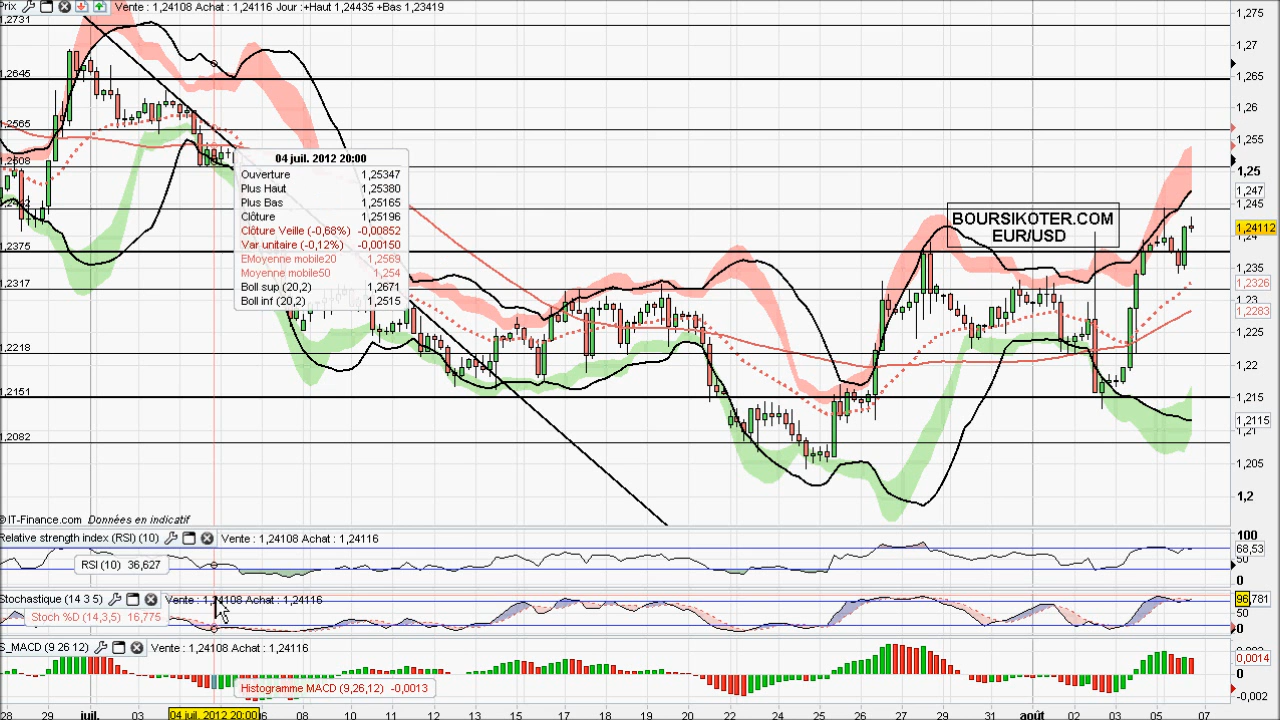 Prix Vente : 1,24108 Achat : 1,24116 Jour :+Haut 1,24435 +Bas 1,23419
1,2731
1,2645
1,2565
1,2508
1,2375
1,2317
1,2218
1,2151
1,2082
1,275
1,27
1,265
1,26
1,255
1,25
1,247
1,245
1,24112
1,24
1,235
1,2326
1,23
1,2283
1,225
1,22
1,215
1,2115
1,21
1,205
1,2
BOURSIKOTER.COM
EUR/USD
04 juil. 2012 20:00
Ouverture 1,25347
Plus Haut 1,25380
Plus Bas 1,25165
Clôture 1,25196
Clôture Veille (-0,68%) -0,00852
Var unitaire (-0,12%) -0,00150
EMoyenne mobile20 1,2569
Moyenne mobile50 1,254
Boll sup (20,2) 1,2671
Boll inf (20,2) 1,2515
© IT-Finance.com Données en indicatif
Relative strength index (RSI) (10) Vente : 1,24108 Achat : 1,24116
RSI (10) 36,627
100
68,53
50
0
Stochastique (14 3 5) Vente : 1,24108 Achat : 1,24116
Stoch %D (14,3,5) 16,775
96,781
50
0
S_MACD (9 26 12) Vente : 1,24108 Achat : 1,24116
Histogramme MACD (9,26,12) -0,0013
0,0014
0
-0,002
28 29 juil. 03 04 juil. 2012 20:00 6 08 10 11 12 13 15 17 18 19 20 22 24 25 26 27 29 31 août 02 03 05 07